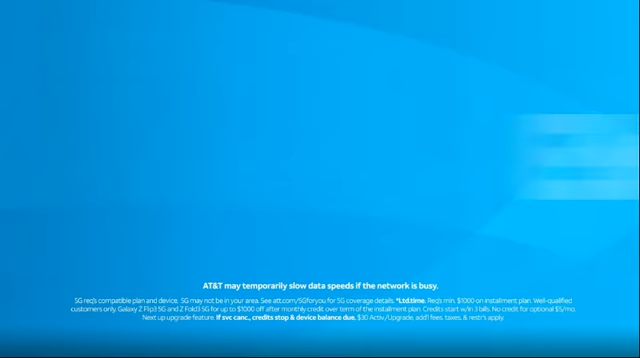 AT&T may temporarily slow data speeds if the network is busy.
5G req's compatible plan and device. 5G may not be in your area. See att.com/5Gforyou for 5G coverage details. *Ltd.time. Req's min. $1000 on installment plan. Well-qualified
customers only. Galaxy Z Flip3 5G and Z Fold3 5G for up to $1000 off after monthly credit over term of the installment plan. Credits start w/in 3 bills. No credit for optional $5/mo.
Next up upgrade feature. If svc canc., credits stop & device balance due. $30 Activ./Upgrade, add'l fees, taxes, & restr's apply.